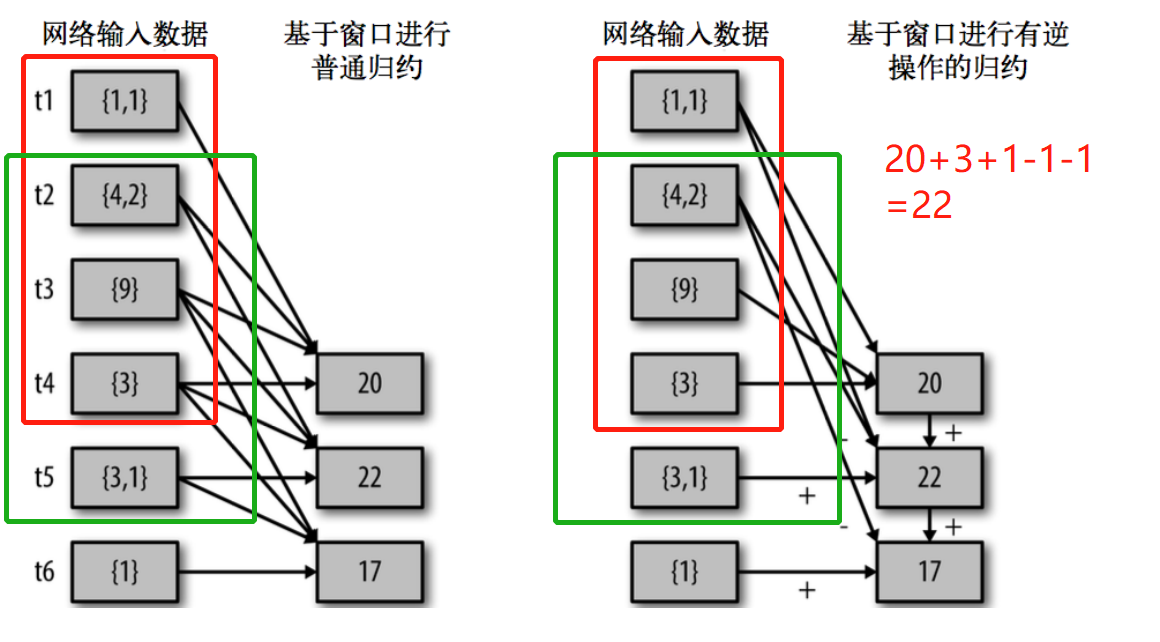 网络输入数据
基于窗口进行
普通归约
t1
{1,1}
t2
{4,2}
t3
{9}
t4
{3}
20
t5
{3,1}
22
t6
{1}
17
网络输入数据
基于窗口进行有逆
操作的归约
{1,1}
20+3+1-1-1
=22
{4,2}
{9}
{3}
20
-
+
{3,1}
+
22
-
+
{1}
+
17